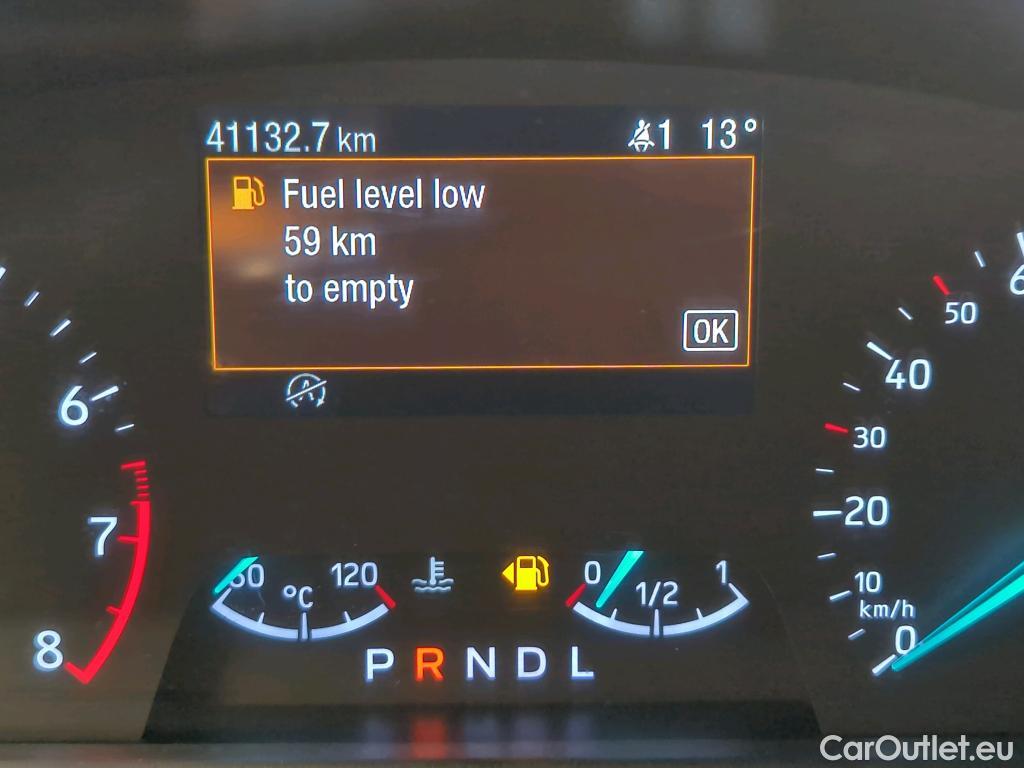 41132.7 km 1 13°
Fuel level low
59 km
to empty
OK
6
7
8
60 120
°C
0 1/2 1
P R N D L
6
50
40
30
20
10
km/h
0
CarOutlet.eu